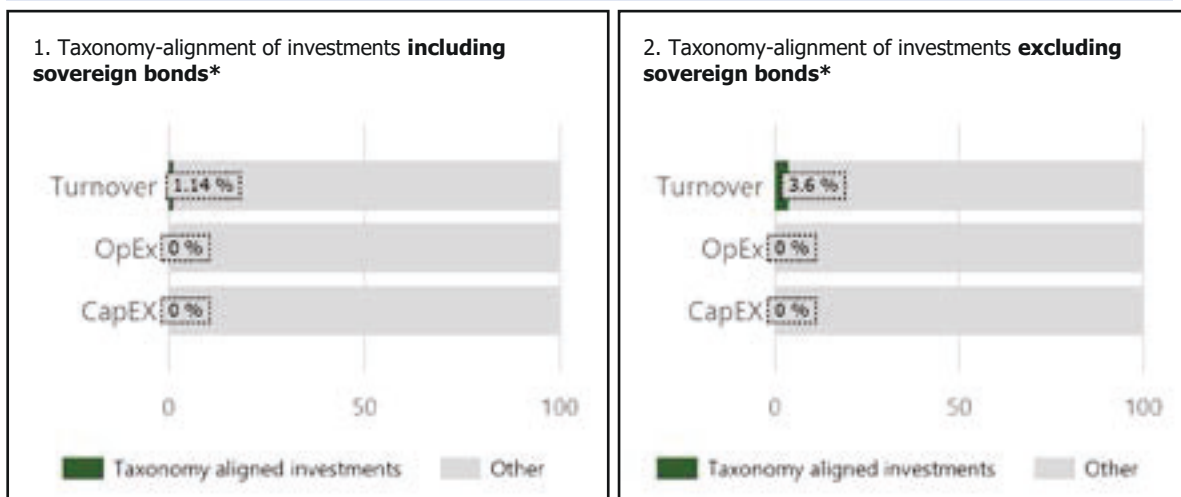 1. Taxonomy-alignment of investments including
sovereign bonds*
Turnover 1.14 %
OpEx 0 %
CapEX 0 %
0 50 100
Taxonomy aligned investments Other
2. Taxonomy-alignment of investments excluding
sovereign bonds*
Turnover 3.6 %
OpEx 0 %
CapEX 0 %
0 50 100
Taxonomy aligned investments Other